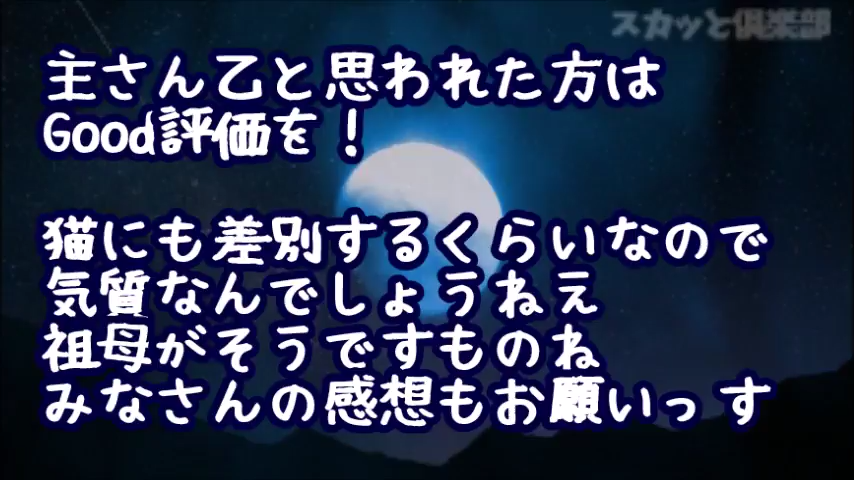 スカッと倶楽部
主さん乙と思われた方は
Good評価を！
猫にも差別するくらいなので
気質なんでしょうねえ
祖母がそうですものね
みなさんの感想もお願いっす